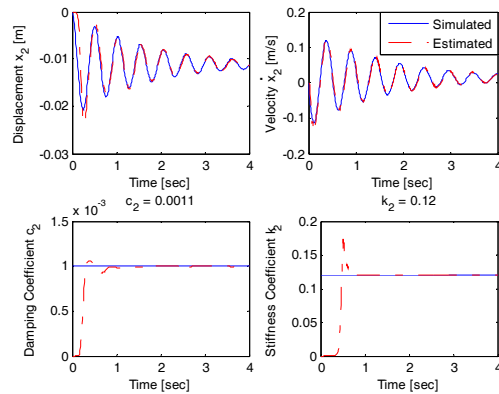 0
-0.01
-0.02
-0.03
Displacement x2 [m]
0 1 2 3 4
Time [sec]
0.2
0.1
0
-0.1
-0.2
Velocity ẋ2 [m/s]
0 1 2 3 4
Time [sec]
Simulated
Estimated
x 10^-3
c2 = 0.0011
1.5
1
0.5
0
Damping Coefficient c2
0 1 2 3 4
Time [sec]
k2 = 0.12
0.2
0.15
0.1
0.05
0
Stiffness Coefficient k2
0 1 2 3 4
Time [sec]